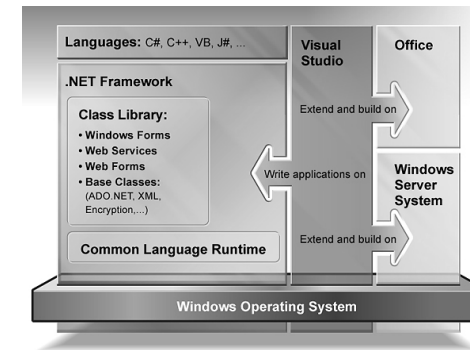 Languages: C#, C++, VB, J#, ...
.NET Framework
Class Library:
• Windows Forms
• Web Services
• Web Forms
• Base Classes:
(ADO.NET, XML,
Encryption,...)
Common Language Runtime
Visual
Studio
Extend and build on
Write applications on
Extend and build on
Office
Windows
Server
System
Windows Operating System